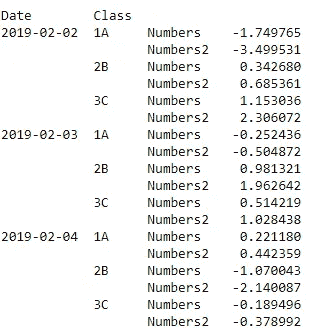 Date Class
2019-02-02 1A Numbers -1.749765
Numbers2 -3.499531
2B Numbers 0.342680
Numbers2 0.685361
3C Numbers 1.153036
Numbers2 2.306072
2019-02-03 1A Numbers -0.252436
Numbers2 -0.504872
2B Numbers 0.981321
Numbers2 1.962642
3C Numbers 0.514219
Numbers2 1.028438
2019-02-04 1A Numbers 0.221180
Numbers2 0.442359
2B Numbers -1.070043
Numbers2 -2.140087
3C Numbers -0.189496
Numbers2 -0.378992